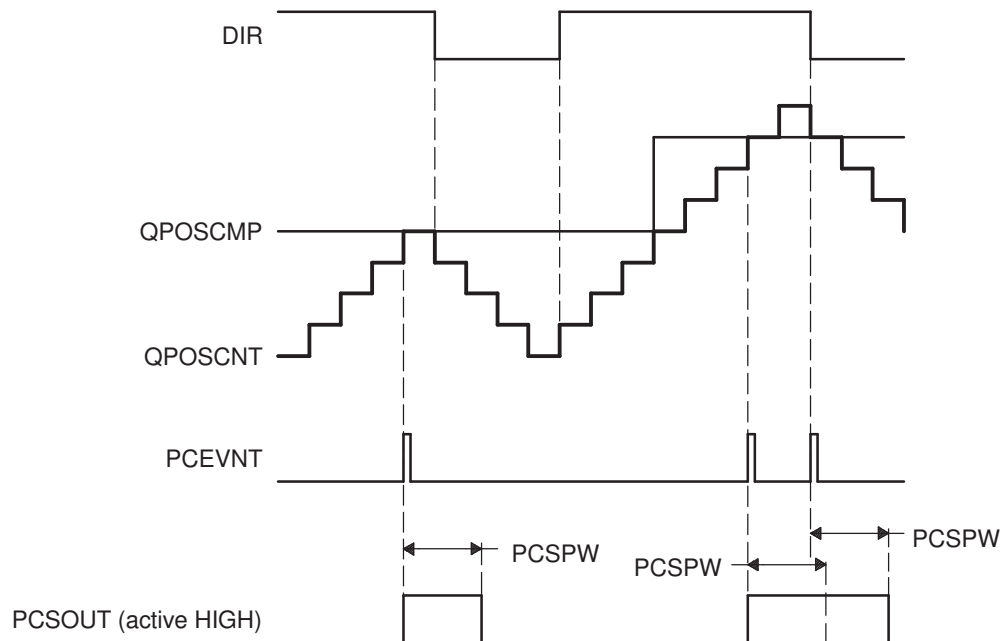 DIR
QPOSCMP
QPOSCNT
PCEVNT
PCSPW
PCSPW
PCSPW
PCSOUT (active HIGH)